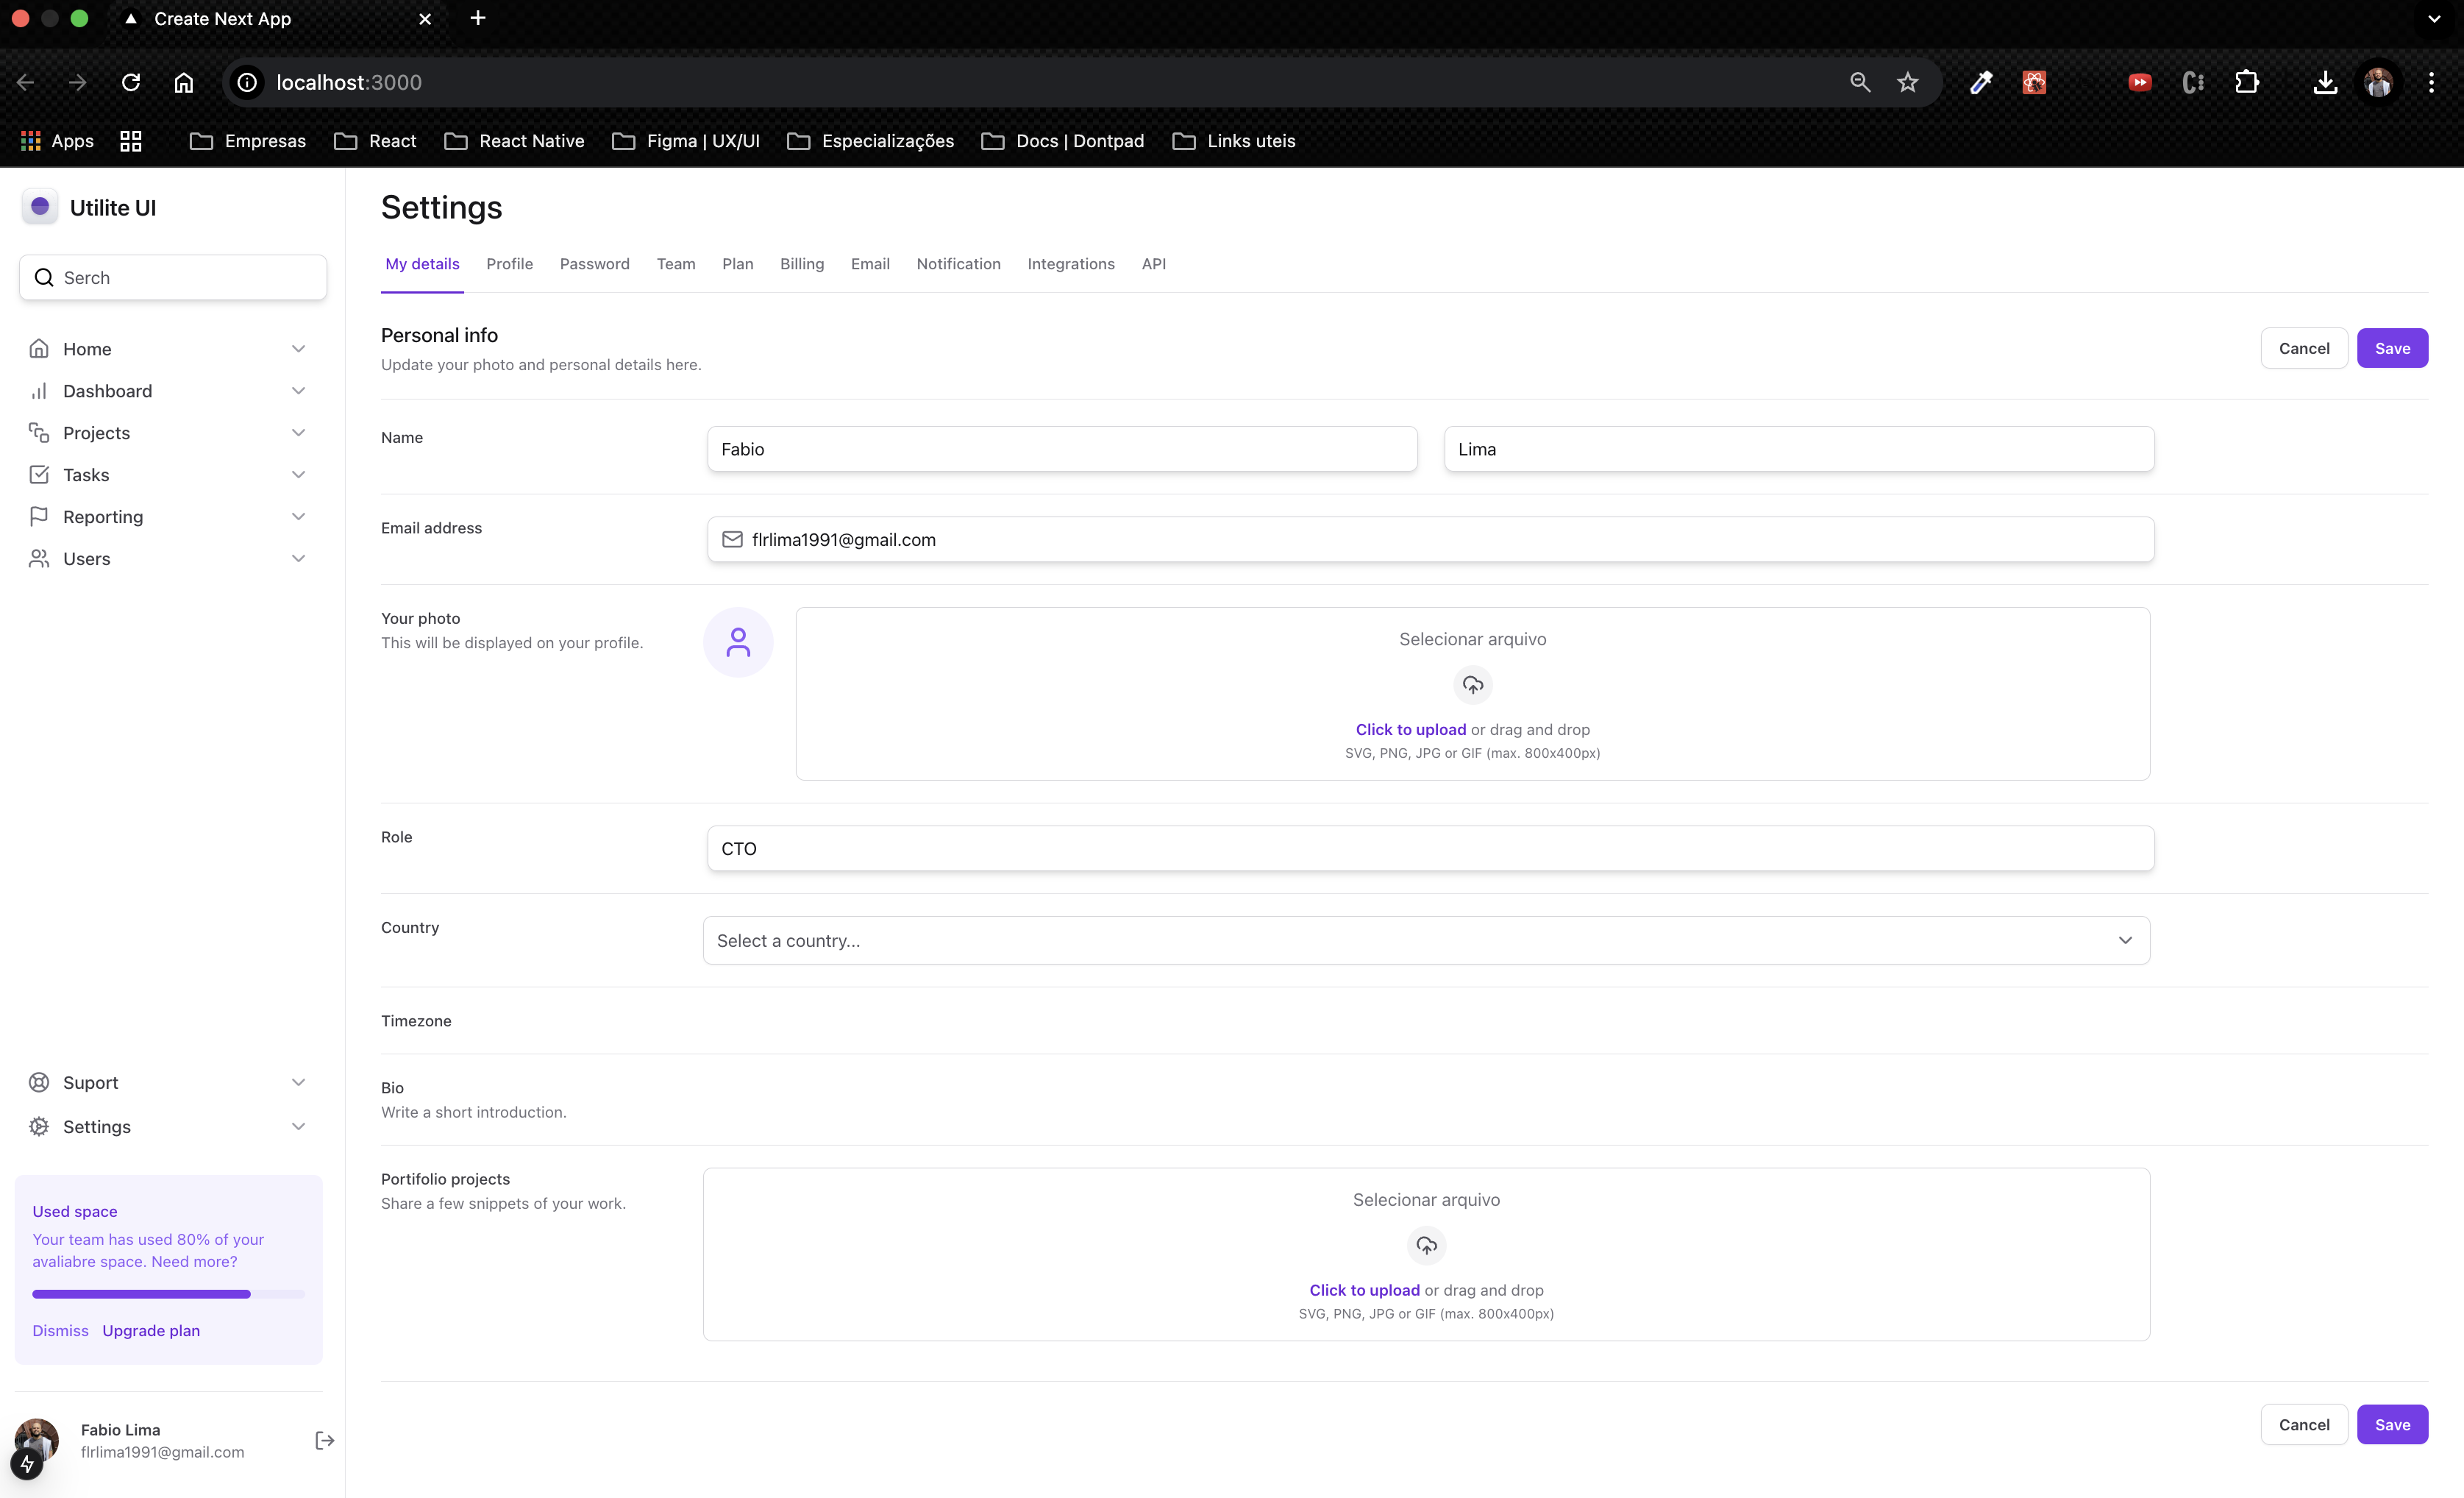 Create Next App
localhost:3000
Apps
Empresas
React
React Native
Figma | UX/UI
Especializações
Docs | Dontpad
Links uteis
Utilite UI
Serch
Home
Dashboard
Projects
Tasks
Reporting
Users
Suport
Settings
Used space
Your team has used 80% of your
avaliabre space. Need more?
Dismiss Upgrade plan
Fabio Lima
flrlima1991@gmail.com
Settings
My details Profile Password Team Plan Billing Email Notification Integrations API
Personal info
Update your photo and personal details here.
Cancel Save
Name
Fabio Lima
Email address
flrlima1991@gmail.com
Your photo
This will be displayed on your profile.
Selecionar arquivo
Click to upload or drag and drop
SVG, PNG, JPG or GIF (max. 800x400px)
Role
CTO
Country
Select a country...
Timezone
Bio
Write a short introduction.
Portifolio projects
Share a few snippets of your work.
Selecionar arquivo
Click to upload or drag and drop
SVG, PNG, JPG or GIF (max. 800x400px)
Cancel Save